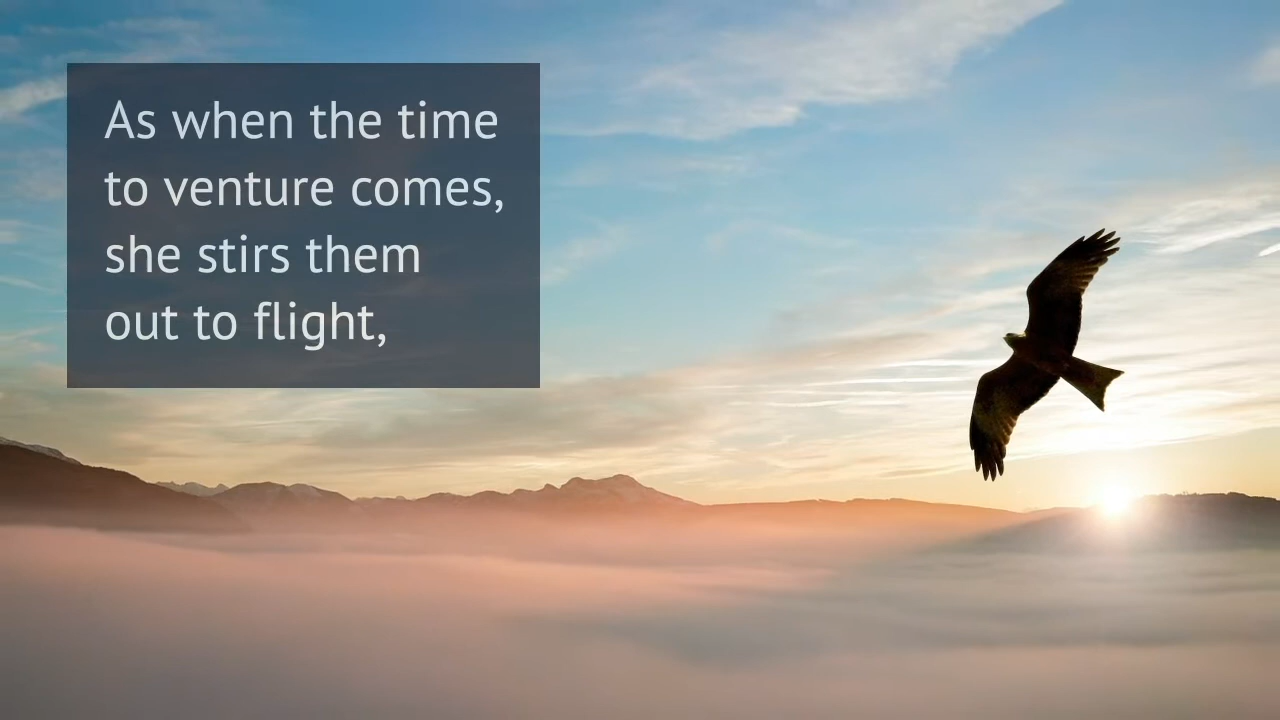 As when the time
to venture comes,
she stirs them
out to flight,